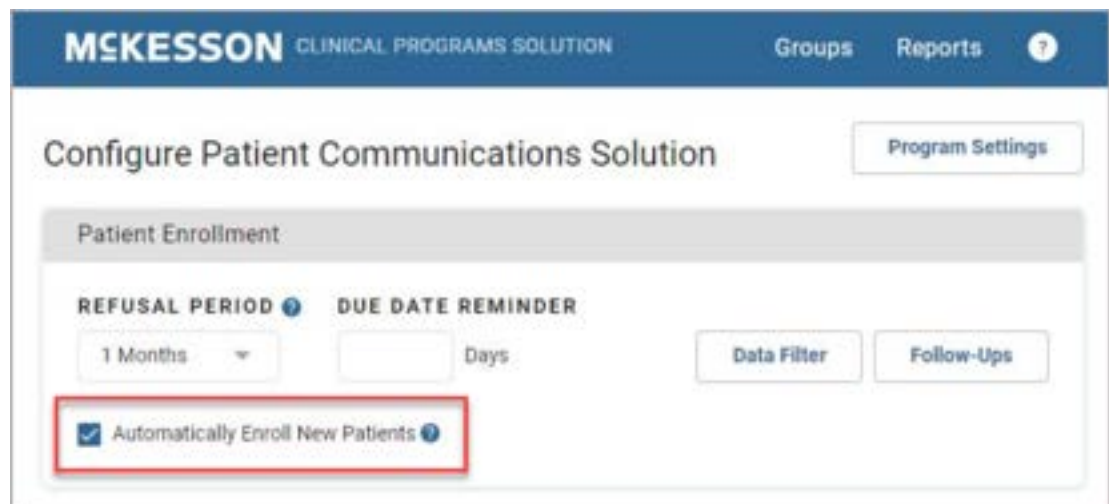 MCKESSON CLINICAL PROGRAMS SOLUTION Groups Reports ?
Configure Patient Communications Solution Program Settings
Patient Enrollment
REFUSAL PERIOD ? DUE DATE REMINDER
1 Months Days Data Filter Follow-Ups
Automatically Enroll New Patients ?